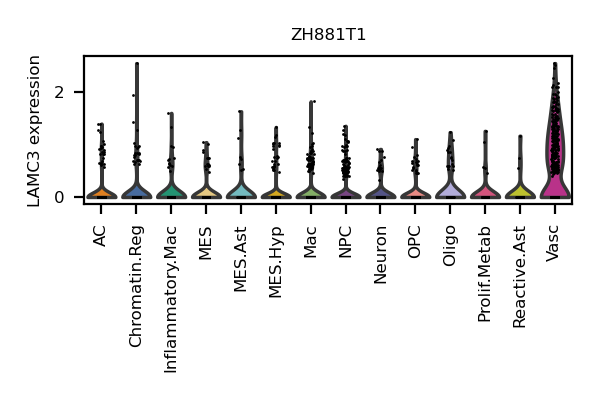 ZH881T1
LAMC3 expression
2
0
AC
Chromatin.Reg
Inflammatory.Mac
MES
MES.Ast
MES.Hyp
Mac
NPC
Neuron
OPC
Oligo
Prolif.Metab
Reactive.Ast
Vasc